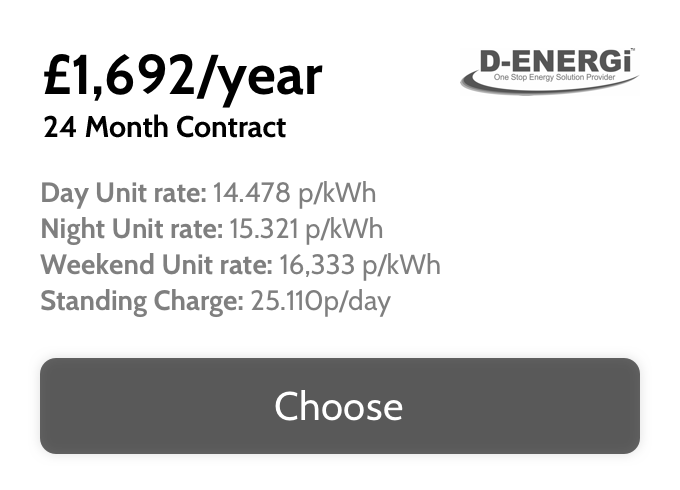 £1,692/year
D-ENERGi™
One Stop Energy Solution Provider
24 Month Contract
Day Unit rate: 14.478 p/kWh
Night Unit rate: 15.321 p/kWh
Weekend Unit rate: 16,333 p/kWh
Standing Charge: 25.110p/day
Choose